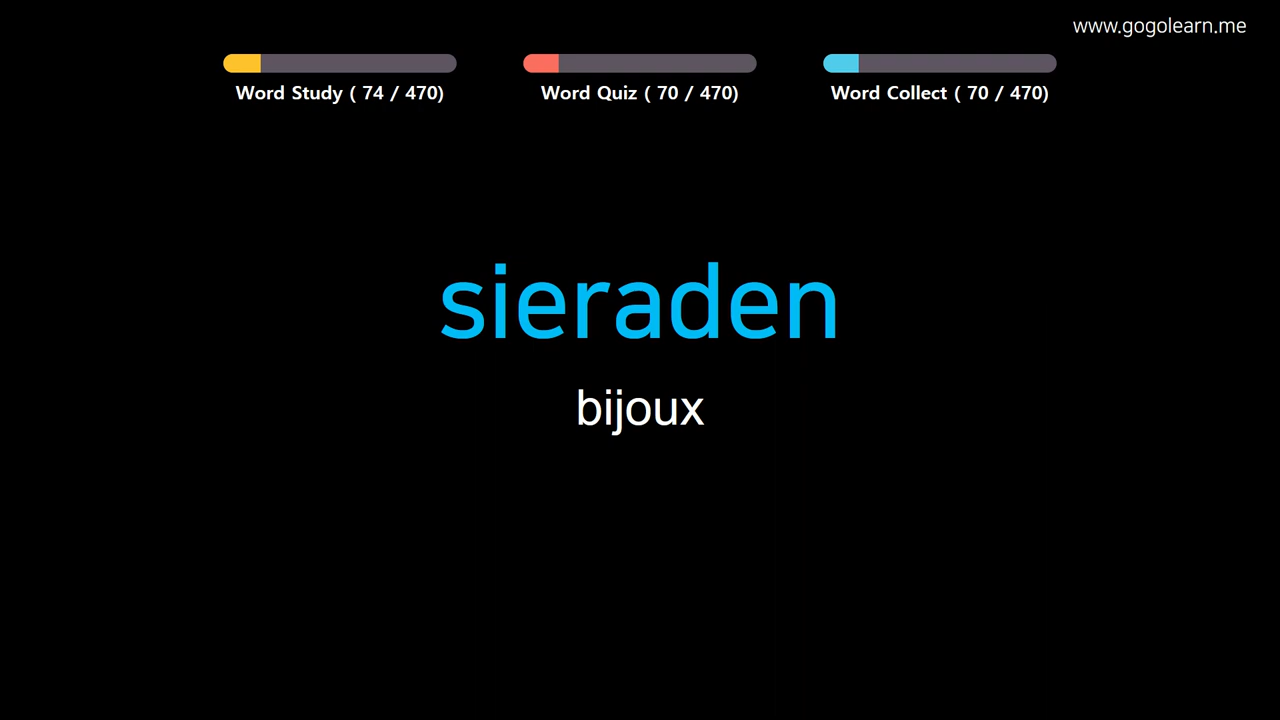 www.gogolearn.me
Word Study ( 74 / 470)
Word Quiz ( 70 / 470)
Word Collect ( 70 / 470)
sieraden
bijoux